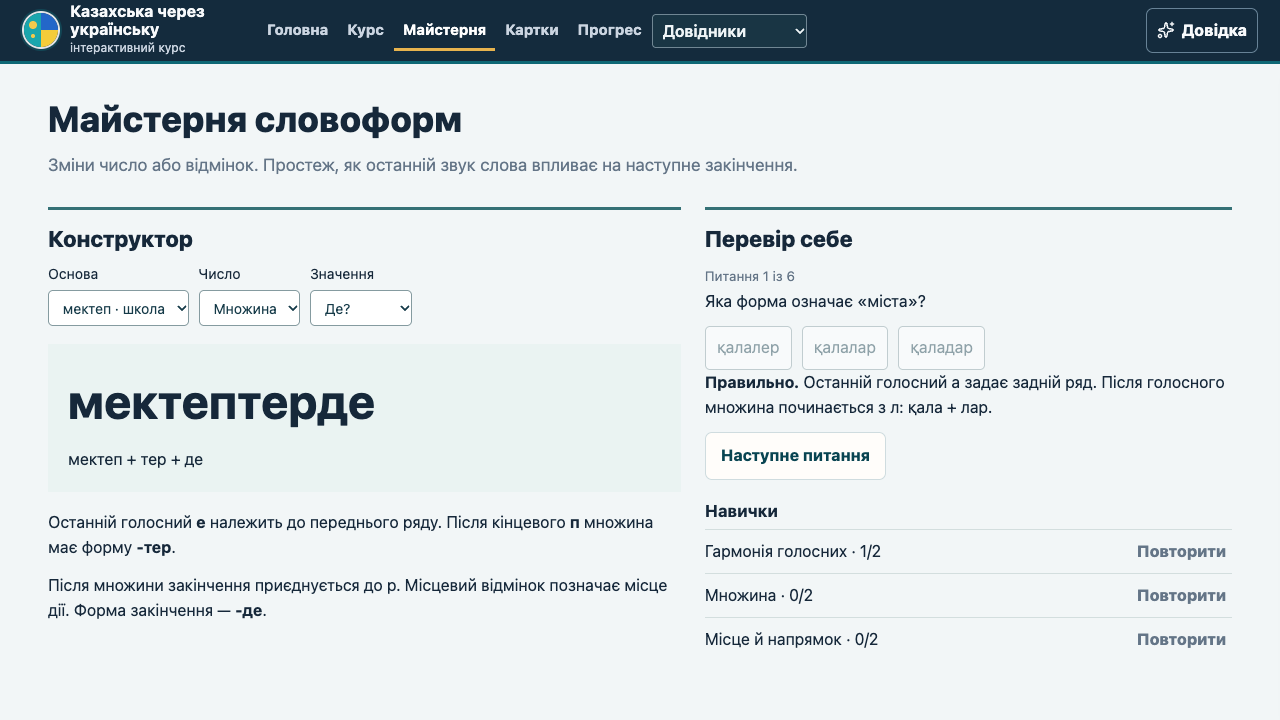 Казахська через
українську
інтерактивний курс
Головна
Курс
Майстерня
Картки
Прогрес
Довідники
Довідка
Майстерня словоформ
Зміни число або відмінок. Простеж, як останній звук слова впливає на наступне закінчення.
Конструктор
Основа
Число
Значення
мектеп · школа
Множина
Де?
мектептерде
мектеп + тер + де
Останній голосний е належить до переднього ряду. Після кінцевого п множина
має форму -тер.
Після множини закінчення приєднується до р. Місцевий відмінок позначає місце
дії. Форма закінчення — -де.
Перевір себе
Питання 1 із 6
Яка форма означає «міста»?
қалалер
қалалар
қаладар
Правильно. Останній голосний а задає задній ряд. Після голосного
множина починається з л: қала + лар.
Наступне питання
Навички
Гармонія голосних · 1/2
Повторити
Множина · 0/2
Повторити
Місце й напрямок · 0/2
Повторити